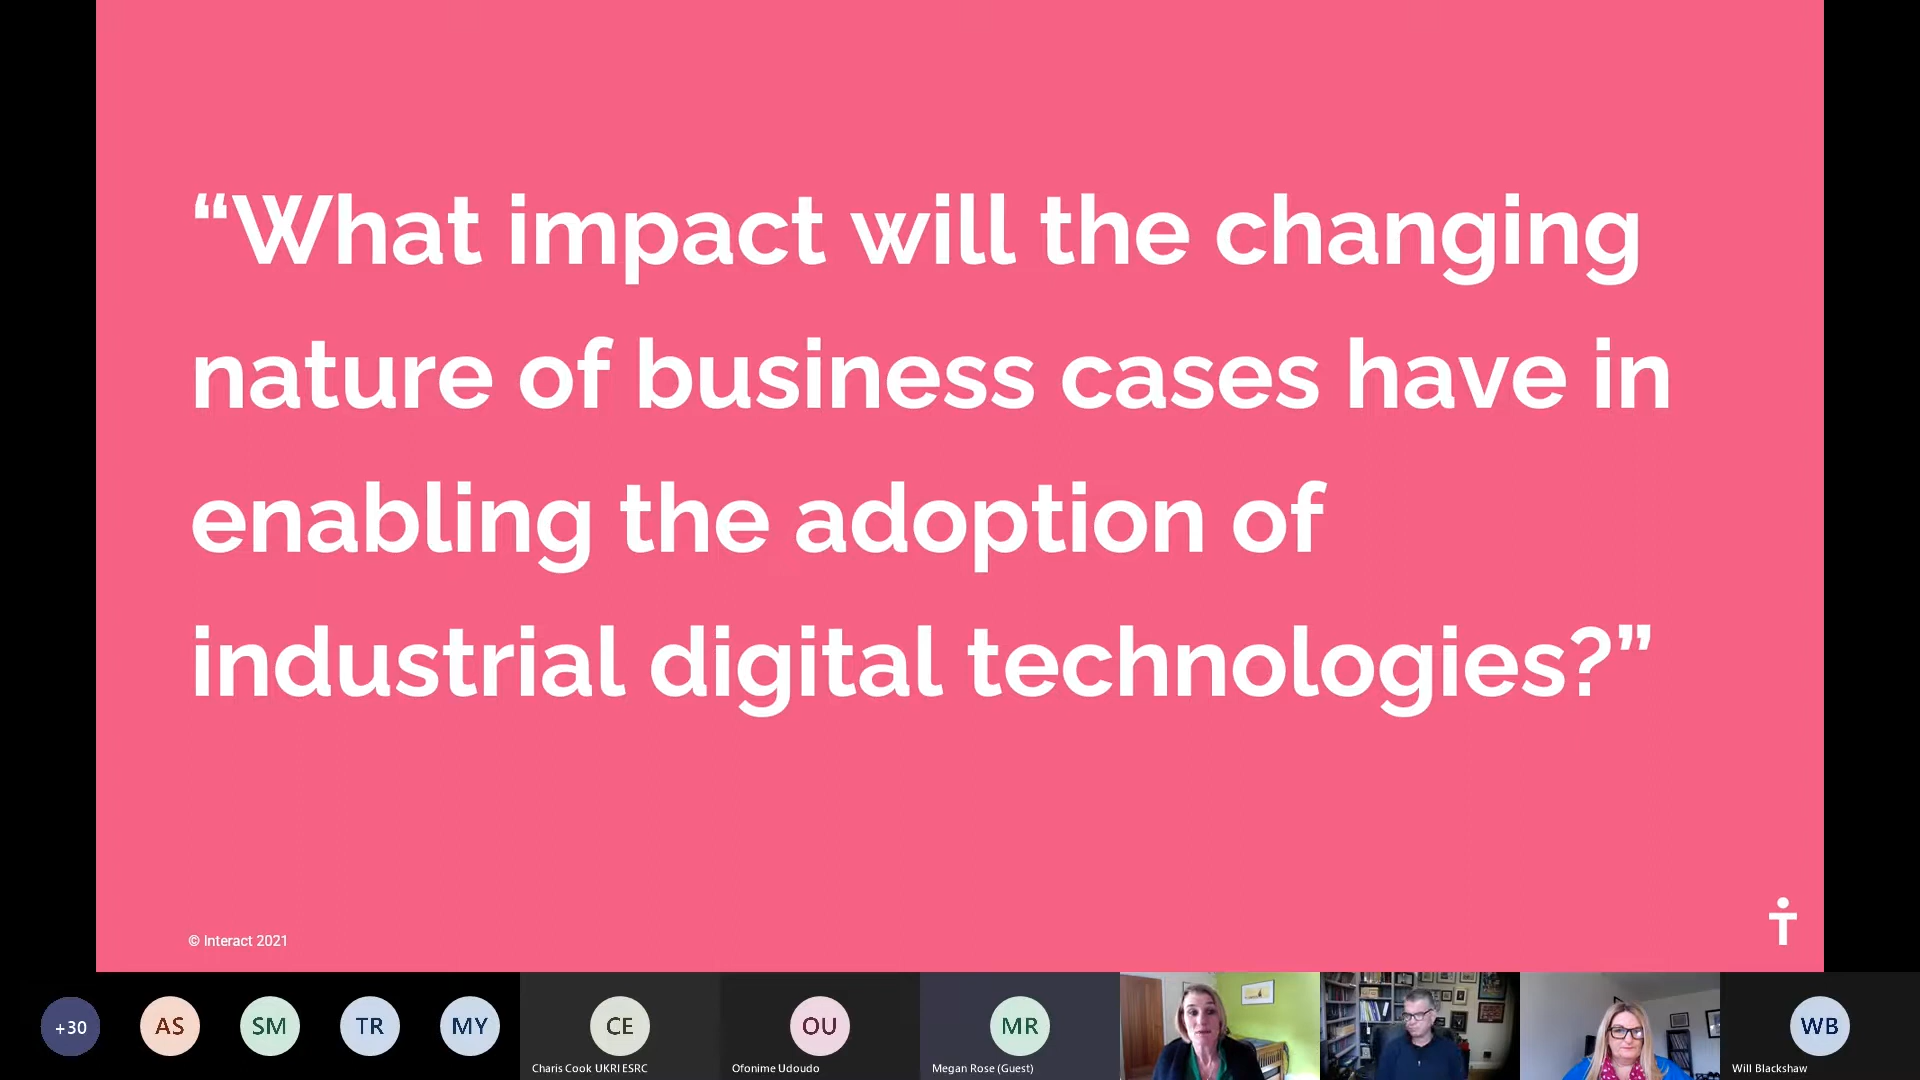 “What impact will the changing
nature of business cases have in
enabling the adoption of
industrial digital technologies?”
© Interact 2021
+30
AS
SM
TR
MY
CE
OU
MR
WB
Charis Cook UKRI ESRC
Ofonime Udoudo
Megan Rose (Guest)
Will Blackshaw